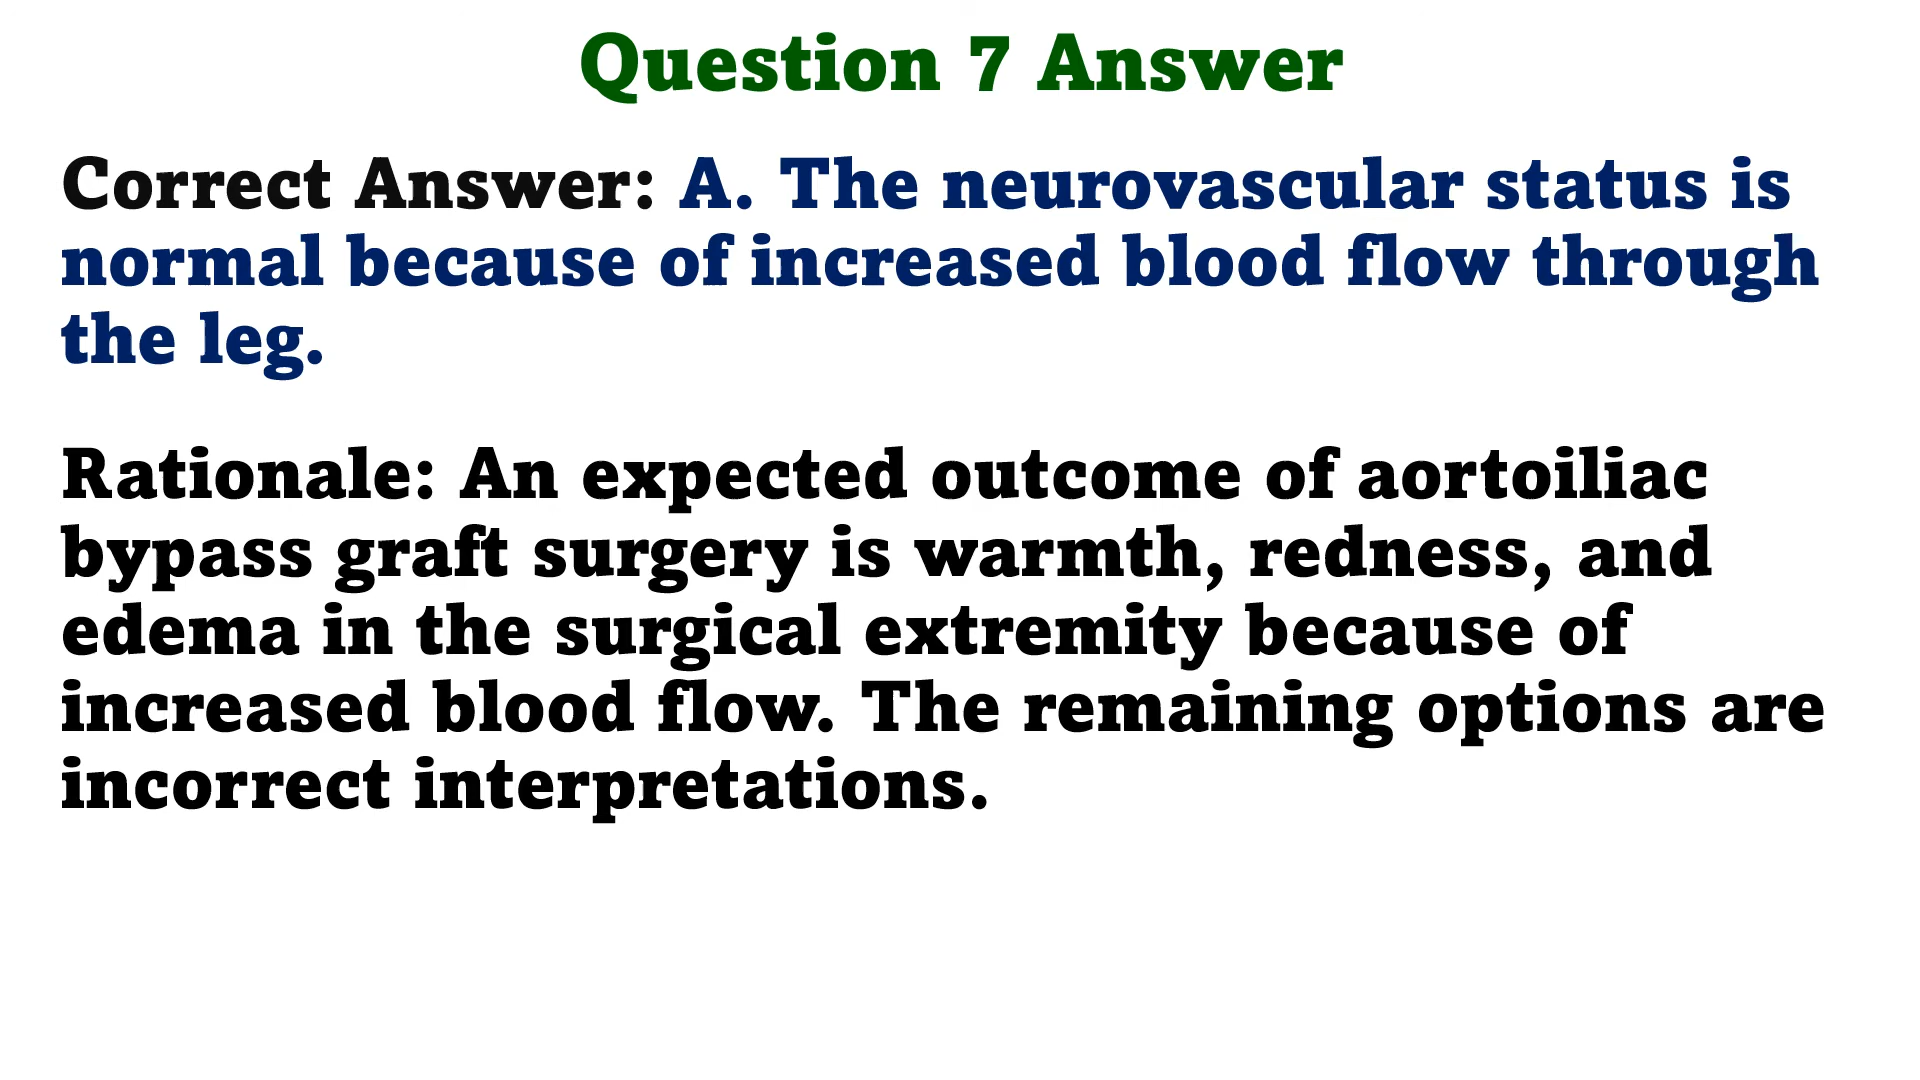 Question 7 Answer
Correct Answer: A. The neurovascular status is
normal because of increased blood flow through
the leg.
Rationale: An expected outcome of aortoiliac
bypass graft surgery is warmth, redness, and
edema in the surgical extremity because of
increased blood flow. The remaining options are
incorrect interpretations.